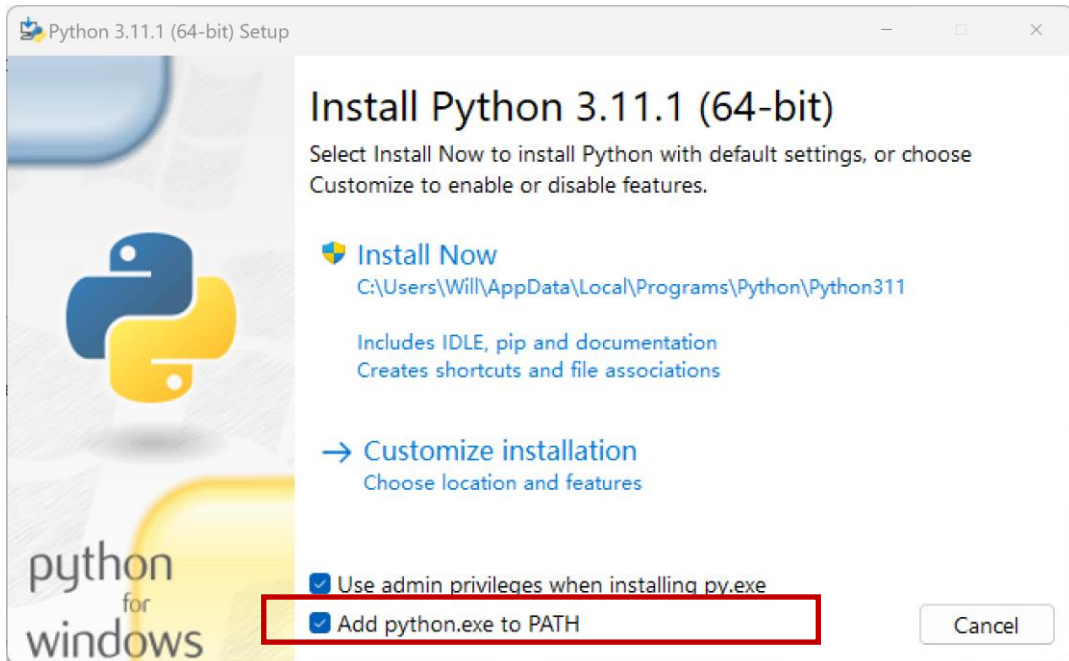 Python 3.11.1 (64-bit) Setup
Install Python 3.11.1 (64-bit)
Select Install Now to install Python with default settings, or choose
Customize to enable or disable features.
Install Now
C:\Users\Will\AppData\Local\Programs\Python\Python311
Includes IDLE, pip and documentation
Creates shortcuts and file associations
→ Customize installation
Choose location and features
Use admin privileges when installing py.exe
Add python.exe to PATH
Cancel
python
for
windows